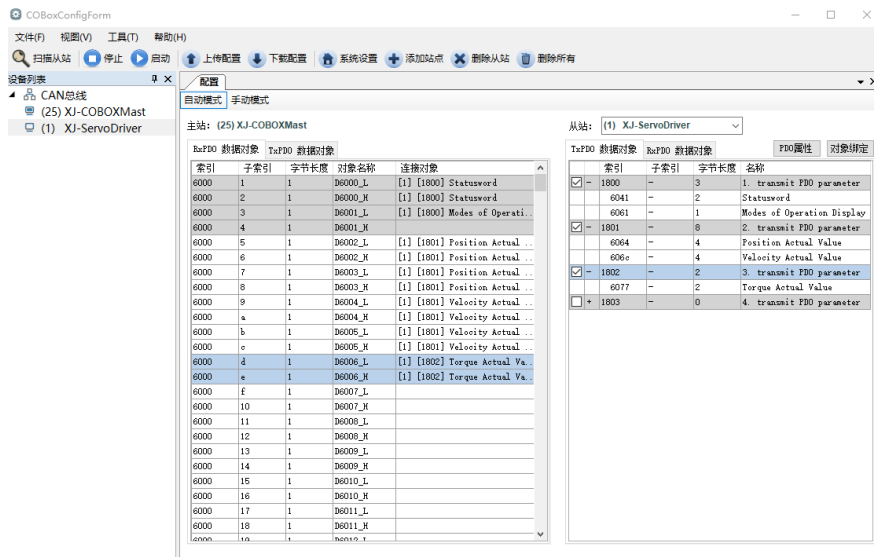 COBoxConfigForm
文件(F) 视图(V) 工具(T) 帮助(H)
扫描从站 停止 启动 上传配置 下载配置 系统设置 添加站点 删除从站 删除所有
设备列表
CAN总线
(25) XJ-COBOXMast
(1) XJ-ServoDriver
配置
自动模式 手动模式
主站: (25) XJ-COBOXMast
RxPDO 数据对象 TxPDO 数据对象
索引 子索引 字节长度 对象名称 连接对象
6000 1 1 D6000_L [1] [1800] Statusword
6000 2 1 D6000_H [1] [1800] Statusword
6000 3 1 D6001_L [1] [1800] Modes of Operati..
6000 4 1 D6001_H
6000 5 1 D6002_L [1] [1801] Position Actual ..
6000 6 1 D6002_H [1] [1801] Position Actual ..
6000 7 1 D6003_L [1] [1801] Position Actual ..
6000 8 1 D6003_H [1] [1801] Position Actual ..
6000 9 1 D6004_L [1] [1801] Velocity Actual ..
6000 a 1 D6004_H [1] [1801] Velocity Actual ..
6000 b 1 D6005_L [1] [1801] Velocity Actual ..
6000 c 1 D6005_H [1] [1801] Velocity Actual ..
6000 d 1 D6006_L [1] [1802] Torque Actual Va..
6000 e 1 D6006_H [1] [1802] Torque Actual Va..
6000 f 1 D6007_L
6000 10 1 D6007_H
6000 11 1 D6008_L
6000 12 1 D6008_H
6000 13 1 D6009_L
6000 14 1 D6009_H
6000 15 1 D6010_L
6000 16 1 D6010_H
6000 17 1 D6011_L
6000 18 1 D6011_H
6000 19 1 D6012_L
从站: (1) XJ-ServoDriver
TxPDO 数据对象 RxPDO 数据对象 PDO属性 对象绑定
索引 子索引 字节长度 名称
- 1800 - 3 1. transmit PDO parameter
6041 - 2 Statusword
6061 - 1 Modes of Operation Display
- 1801 - 8 2. transmit PDO parameter
6064 - 4 Position Actual Value
606c - 4 Velocity Actual Value
- 1802 - 2 3. transmit PDO parameter
6077 - 2 Torque Actual Value
+ 1803 - 0 4. transmit PDO parameter